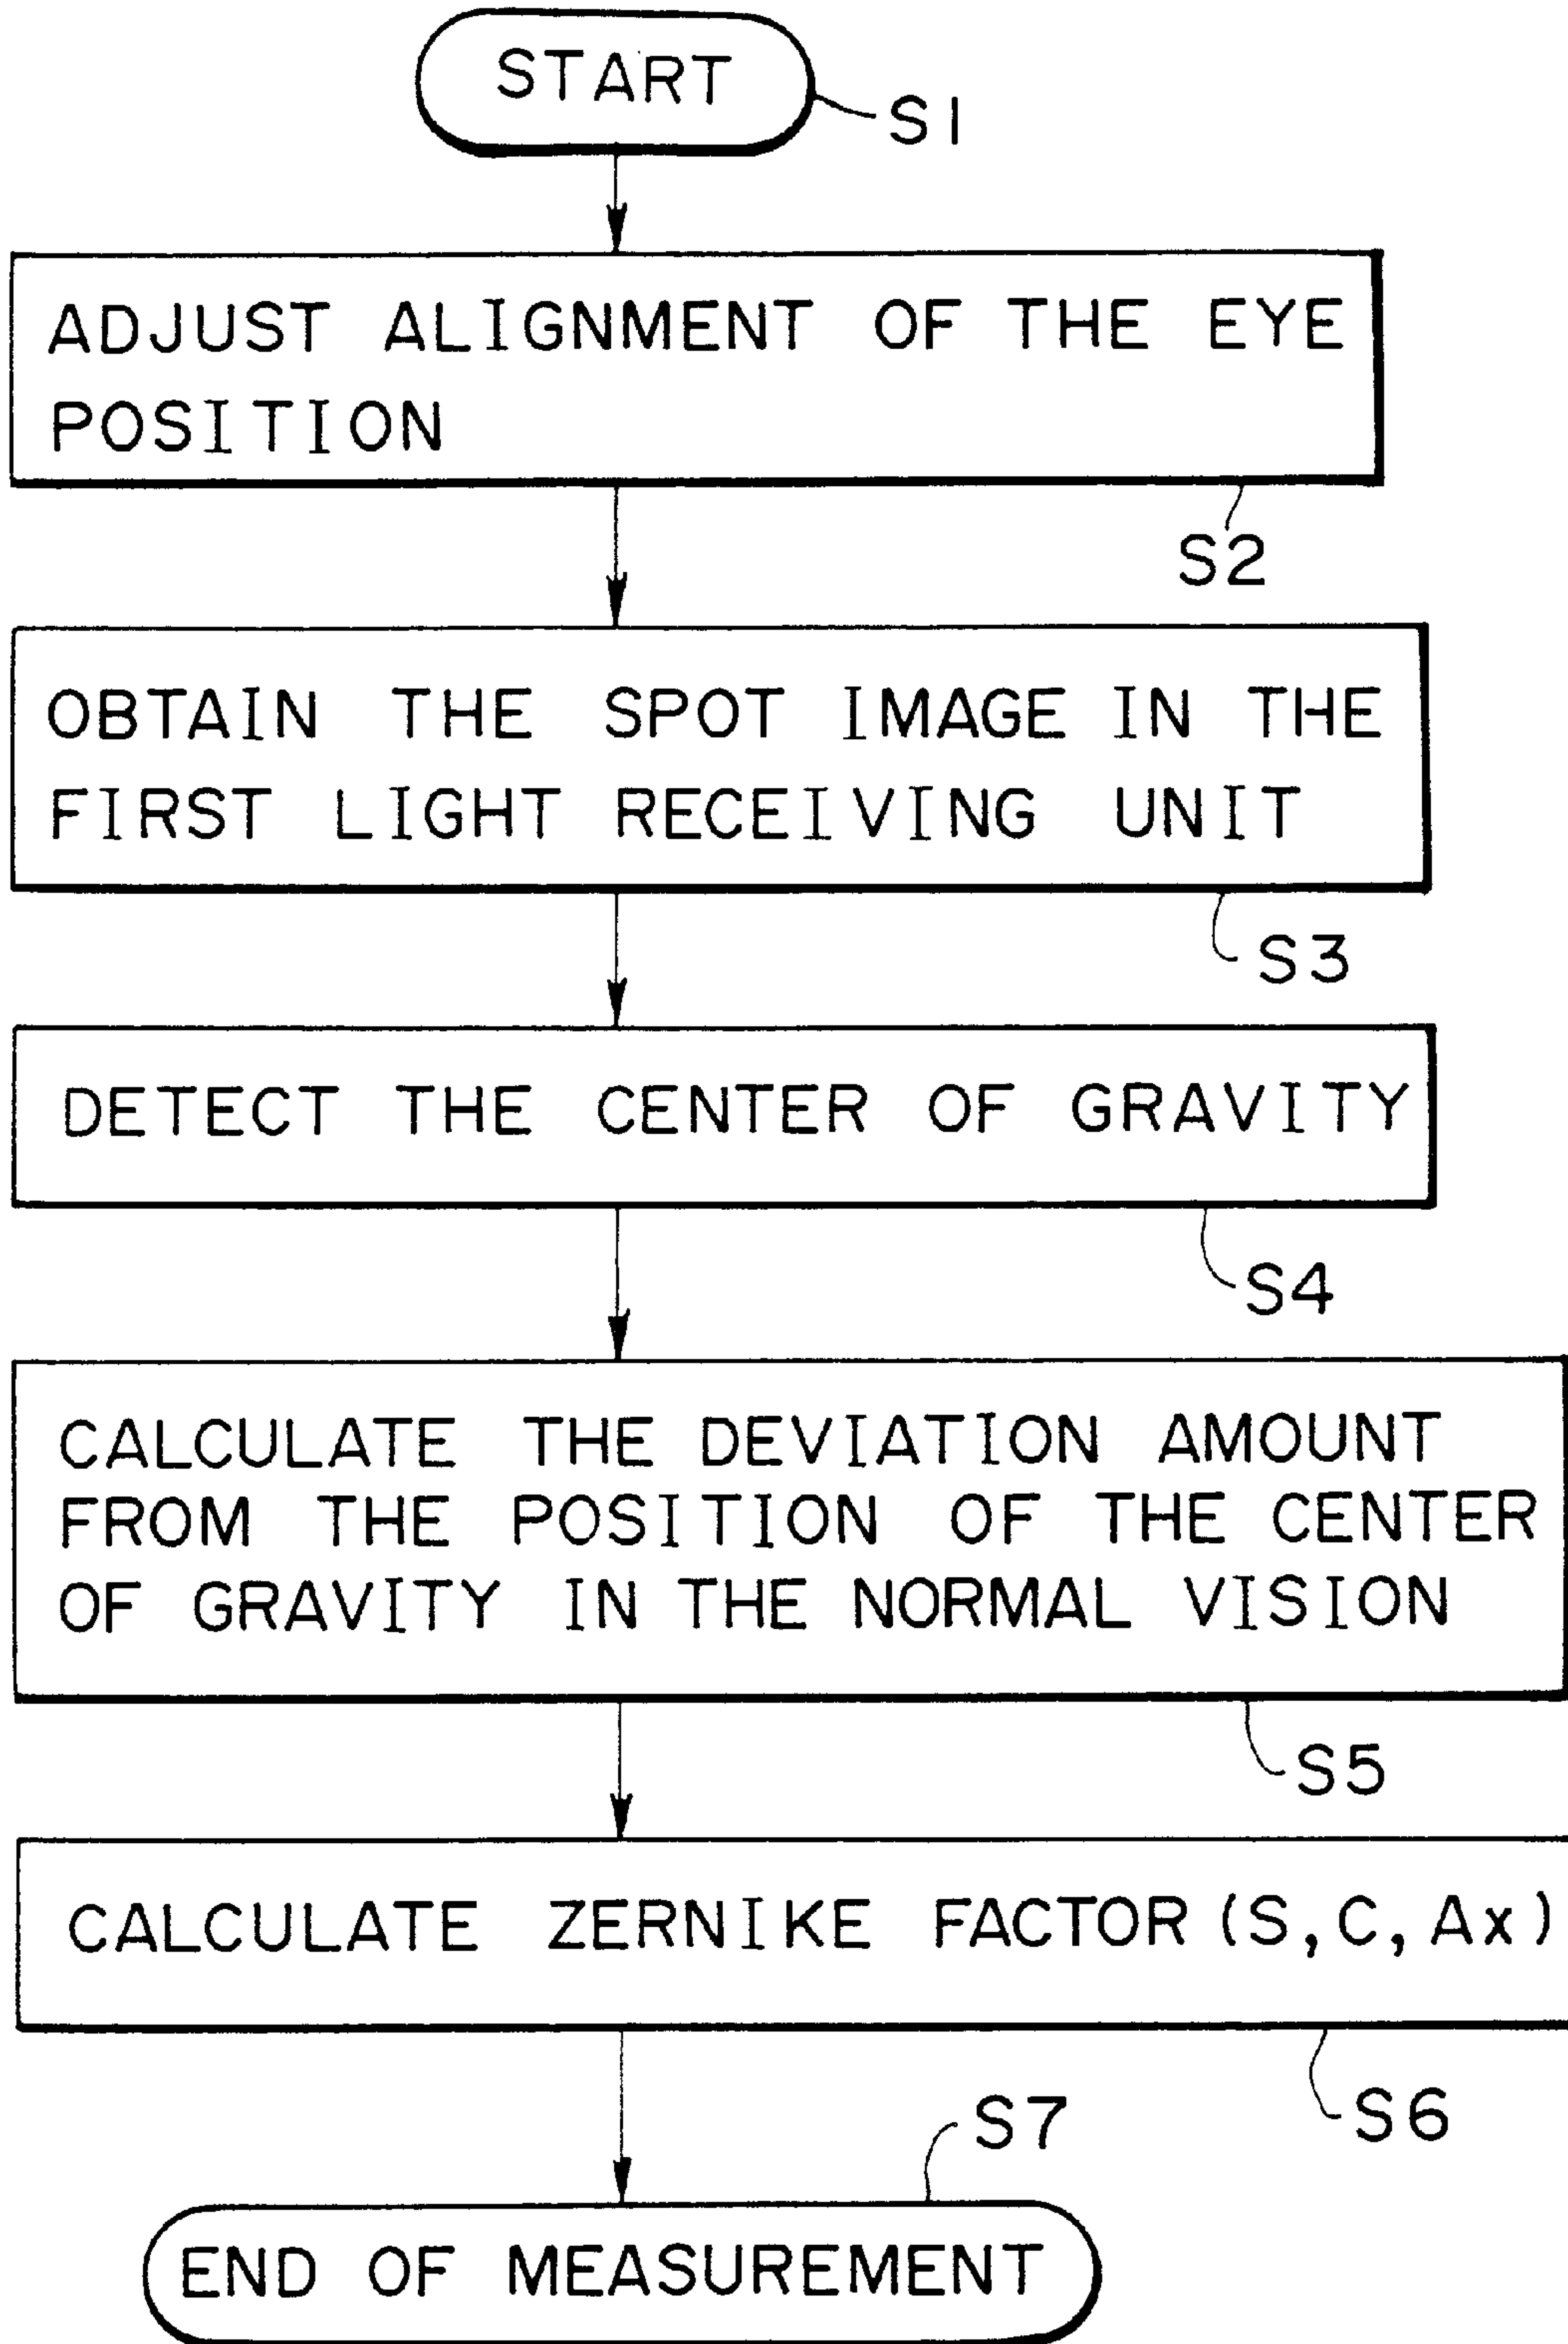 START
S1
ADJUST ALIGNMENT OF THE EYE
POSITION
S2
OBTAIN THE SPOT IMAGE IN THE
FIRST LIGHT RECEIVING UNIT
S3
DETECT THE CENTER OF GRAVITY
S4
CALCULATE THE DEVIATION AMOUNT
FROM THE POSITION OF THE CENTER
OF GRAVITY IN THE NORMAL VISION
S5
CALCULATE ZERNIKE FACTOR (S, C, Ax)
S6
S7
END OF MEASUREMENT